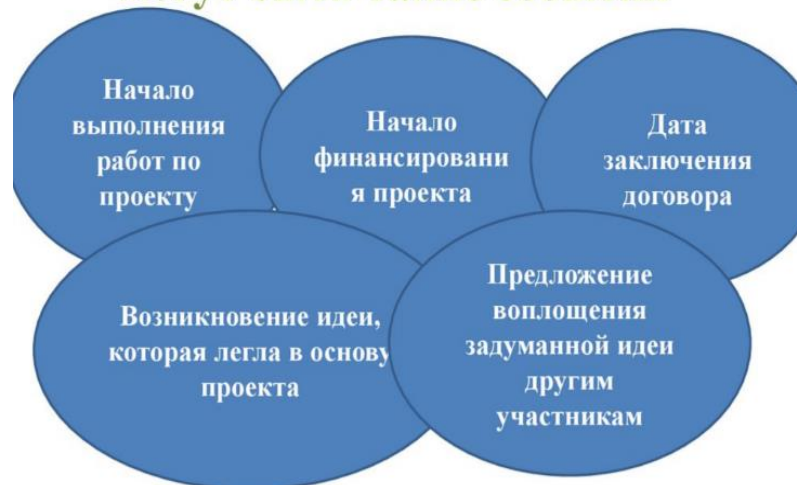 Начало
выполнения
работ по
проекту
Начало
финансировани
я проекта
Дата
заключения
договора
Возникновение идеи,
которая легла в основу
проекта
Предложение
воплощения
задуманной идеи
другим
участникам